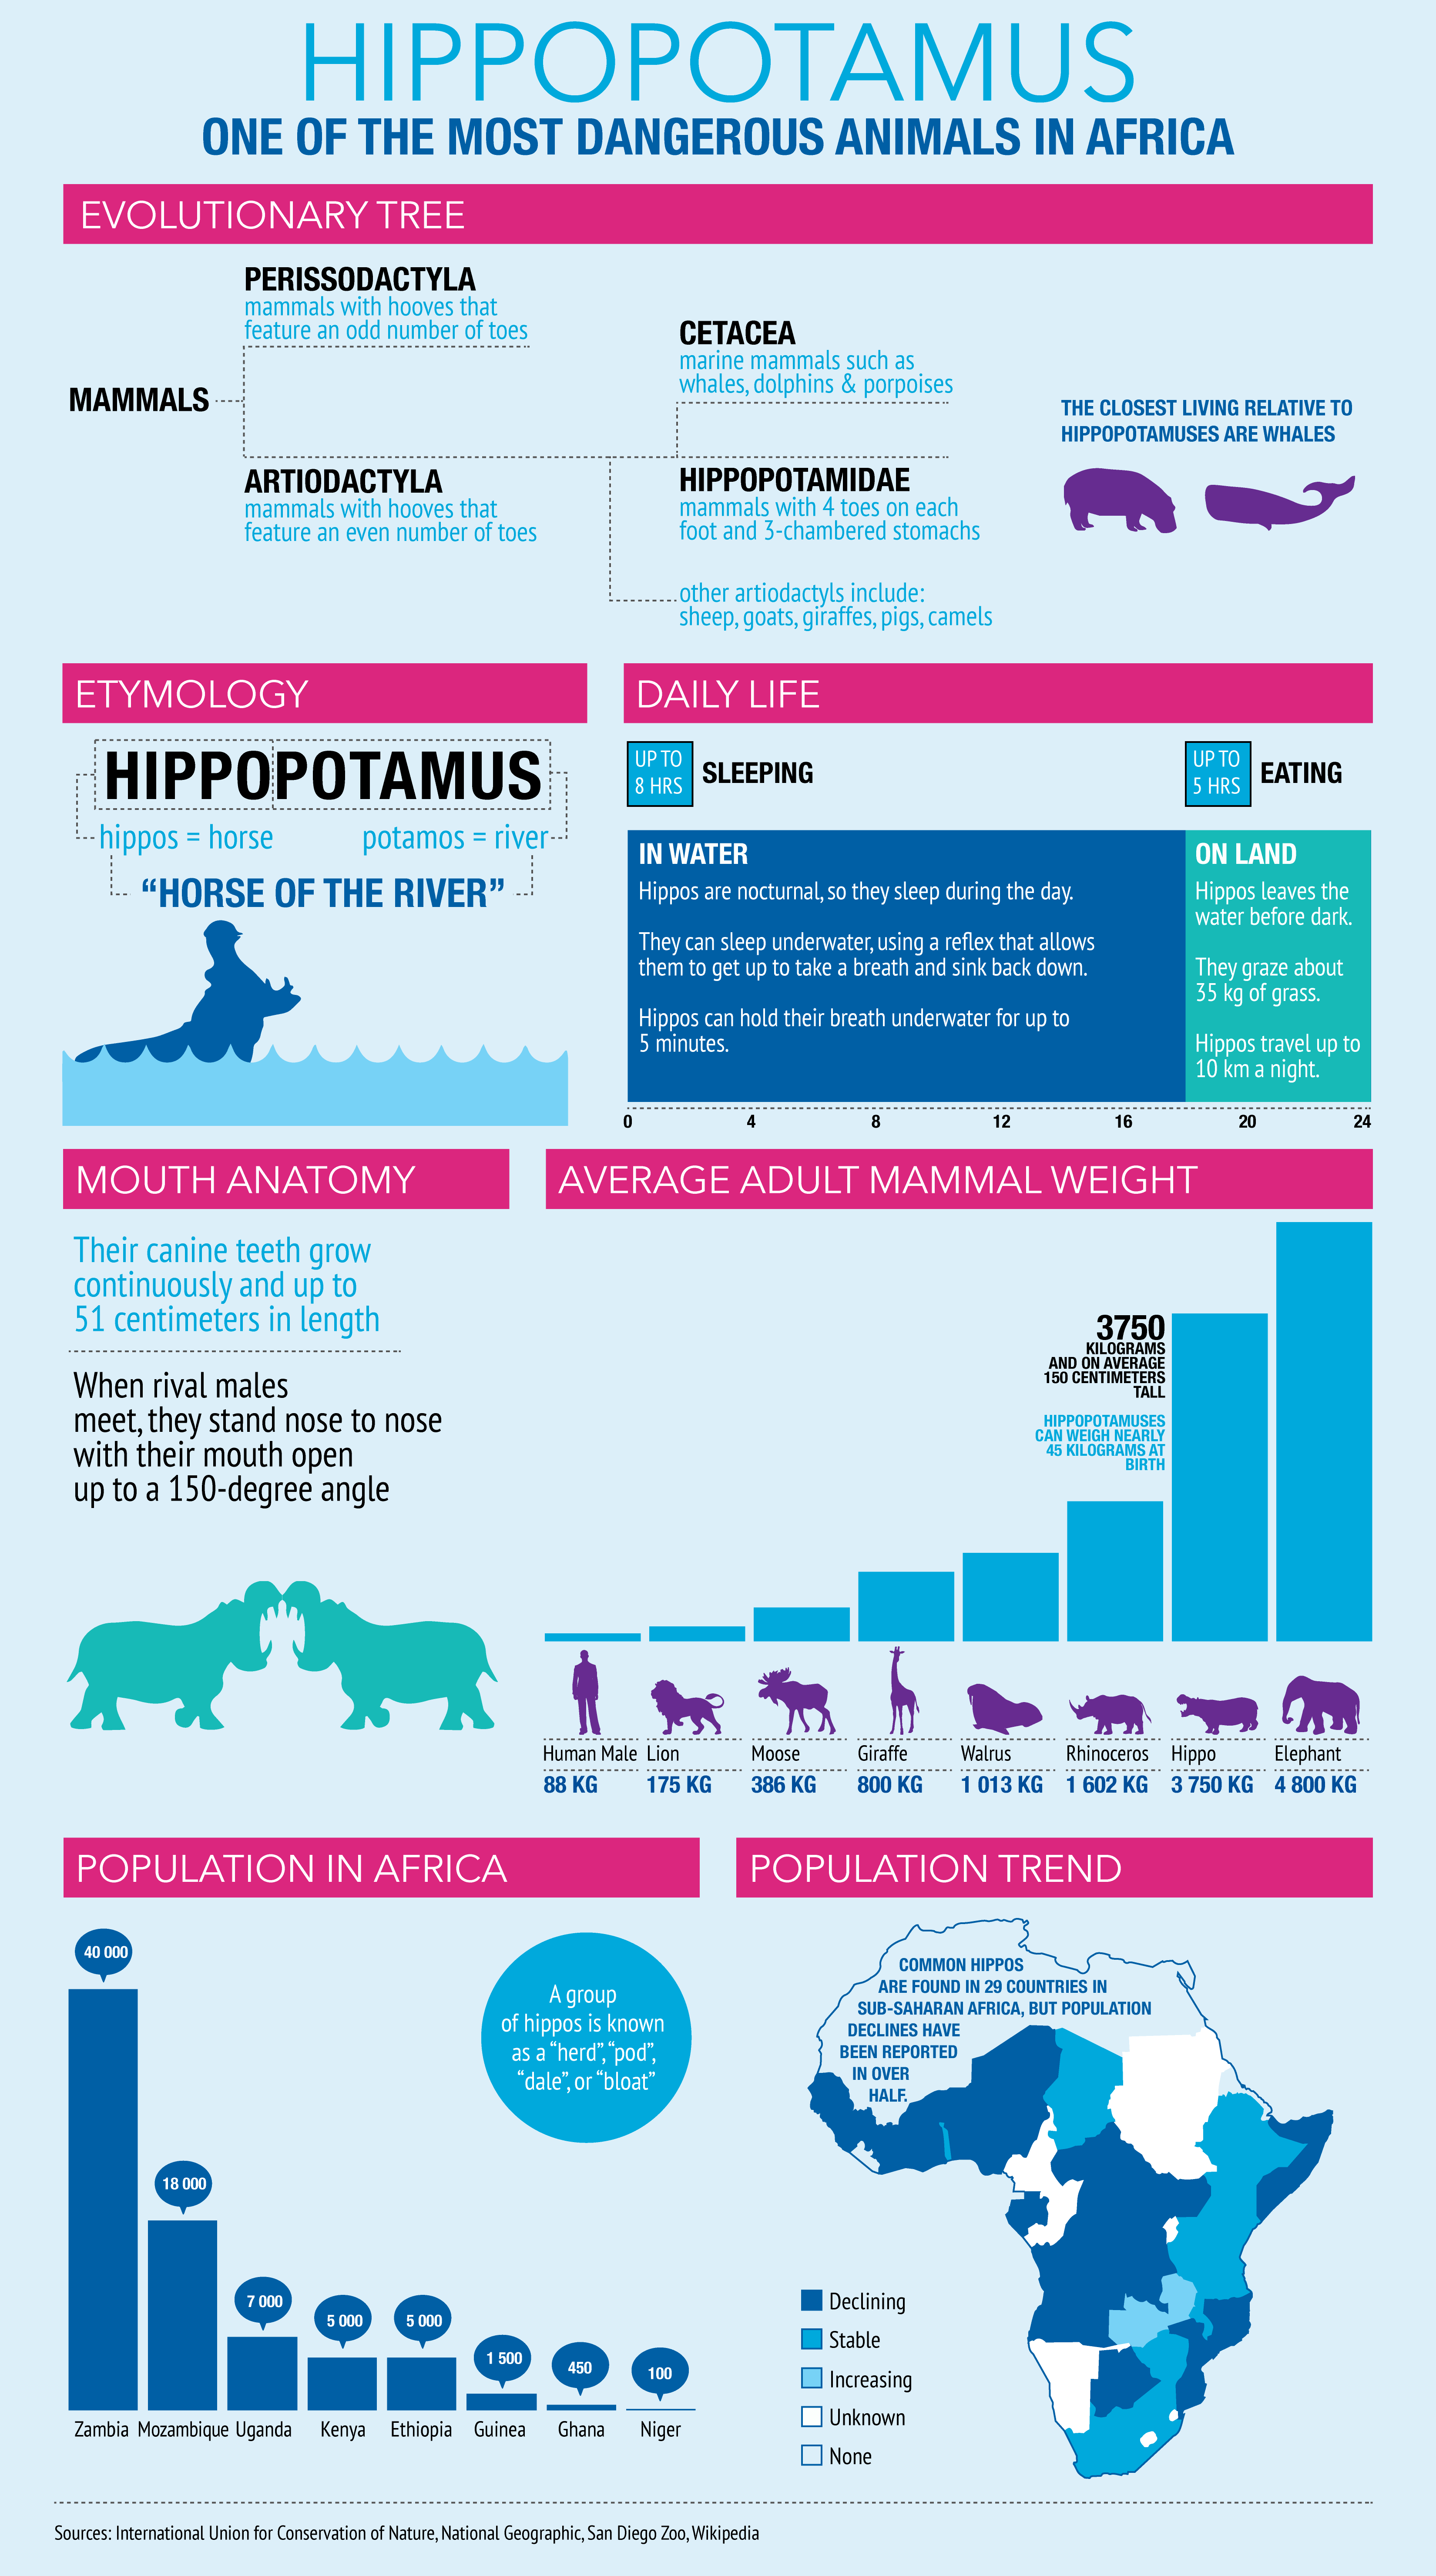 HIPPOPOTAMUS
ONE OF THE MOST DANGEROUS ANIMALS IN AFRICA
EVOLUTIONARY TREE
MAMMALS
PERISSODACTYLA
mammals with hooves that
feature an odd number of toes
ARTIODACTYLA
mammals with hooves that
feature an even number of toes
CETACEA
marine mammals such as
whales, dolphins & porpoises
HIPPOPOTAMIDAE
mammals with 4 toes on each
foot and 3-chambered stomachs
other artiodactyls include:
sheep, goats, giraffes, pigs, camels
THE CLOSEST LIVING RELATIVE TO
HIPPOPOTAMUSES ARE WHALES
ETYMOLOGY
HIPPOPOTAMUS
hippos = horse potamos = river
“HORSE OF THE RIVER”
DAILY LIFE
UP TO
8 HRS
SLEEPING
UP TO
5 HRS
EATING
IN WATER
Hippos are nocturnal, so they sleep during the day.
They can sleep underwater, using a reflex that allows
them to get up to take a breath and sink back down.
Hippos can hold their breath underwater for up to
5 minutes.
ON LAND
Hippos leaves the
water before dark.
They graze about
35 kg of grass.
Hippos travel up to
10 km a night.
0 4 8 12 16 20 24
MOUTH ANATOMY
Their canine teeth grow
continuously and up to
51 centimeters in length
When rival males
meet, they stand nose to nose
with their mouth open
up to a 150-degree angle
AVERAGE ADULT MAMMAL WEIGHT
3750
KILOGRAMS
AND ON AVERAGE
150 CENTIMETERS
TALL
HIPPOPOTAMUSES
CAN WEIGH NEARLY
45 KILOGRAMS AT
BIRTH
Human Male Lion Moose Giraffe Walrus Rhinoceros Hippo Elephant
88 KG 175 KG 386 KG 800 KG 1 013 KG 1 602 KG 3 750 KG 4 800 KG
POPULATION IN AFRICA
40 000
18 000
7 000
5 000
5 000
1 500
450
100
Zambia Mozambique Uganda Kenya Ethiopia Guinea Ghana Niger
A group
of hippos is known
as a “herd”, “pod”,
“dale”, or “bloat”
POPULATION TREND
COMMON HIPPOS
ARE FOUND IN 29 COUNTRIES IN
SUB-SAHARAN AFRICA, BUT POPULATION
DECLINES HAVE
BEEN REPORTED
IN OVER
HALF.
Declining
Stable
Increasing
Unknown
None
Sources: International Union for Conservation of Nature, National Geographic, San Diego Zoo, Wikipedia